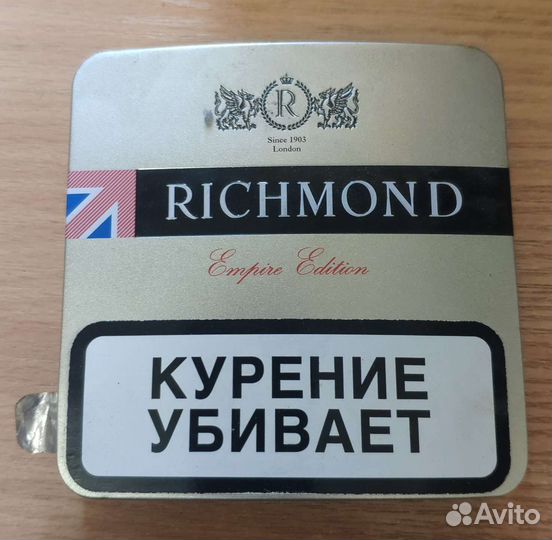 R
Since 1903
London
RICHMOND
Empire Edition
КУРЕНИЕ
УБИВАЕТ
Avito